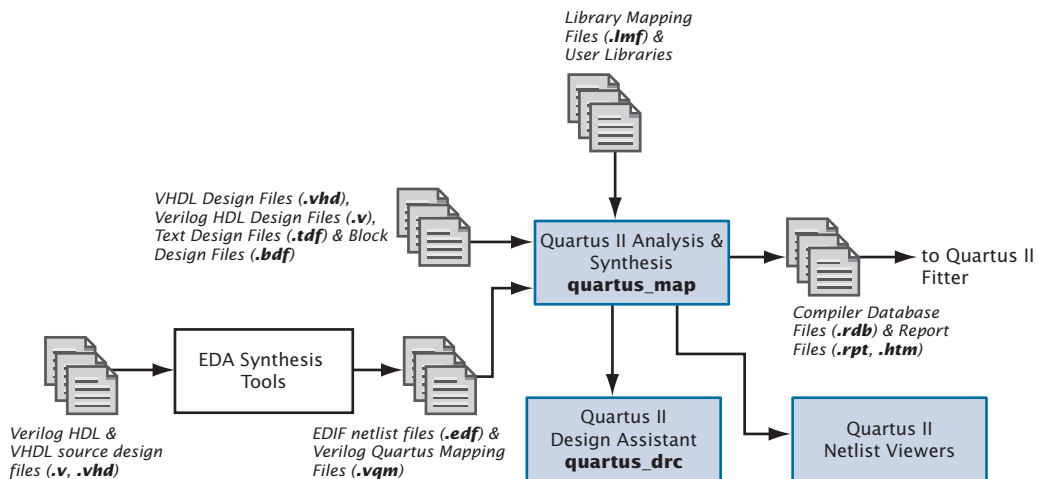 Library Mapping
Files (.lmf) &
User Libraries
VHDL Design Files (.vhd),
Verilog HDL Design Files (.v),
Text Design Files (.tdf) & Block
Design Files (.bdf)
Quartus II Analysis &
Synthesis
quartus_map
to Quartus II
Fitter
Compiler Database
Files (.rdb) & Report
Files (.rpt, .htm)
EDA Synthesis
Tools
Verilog HDL &
VHDL source design
files (.v, .vhd)
EDIF netlist files (.edf) &
Verilog Quartus Mapping
Files (.vqm)
Quartus II
Design Assistant
quartus_drc
Quartus II
Netlist Viewers